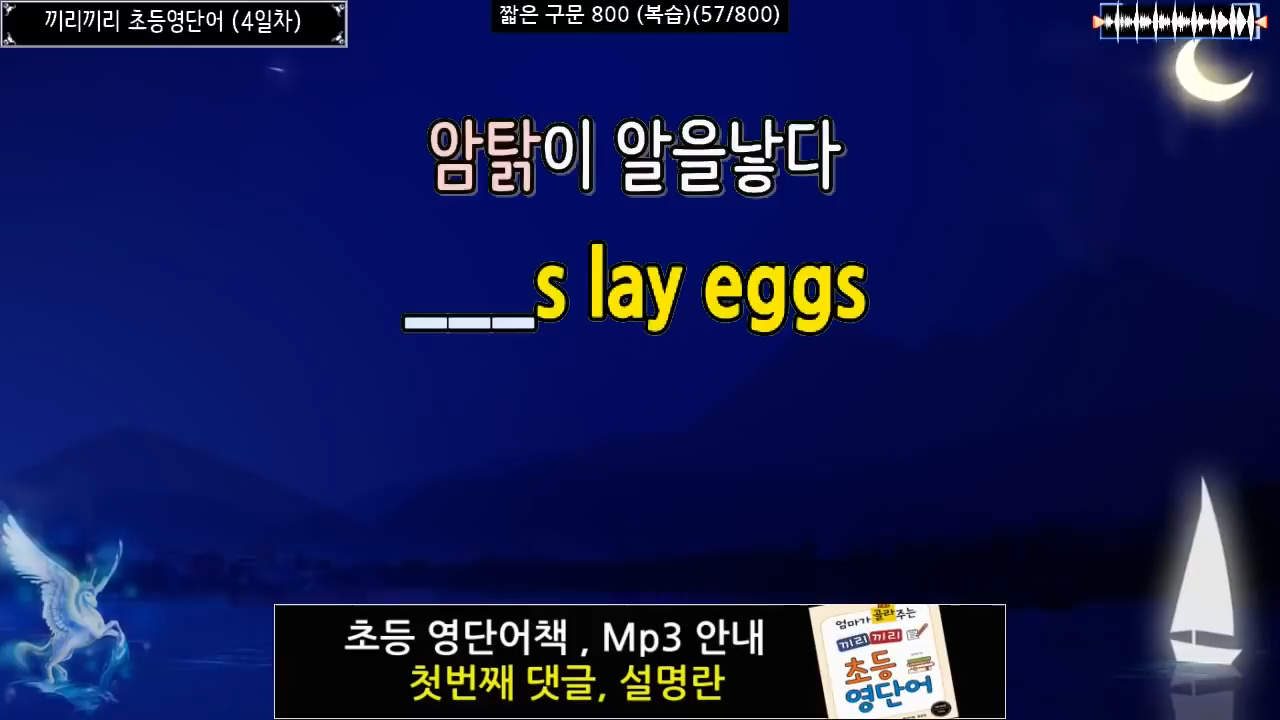 끼리끼리 초등영단어 (4일차)
짧은 구문 800 (복습)(57/800)
암탉이 알을낳다
___s lay eggs
초등 영단어책 , Mp3 안내
첫번째 댓글, 설명란
엄마가 골라주는
끼리끼리
초등
영단어